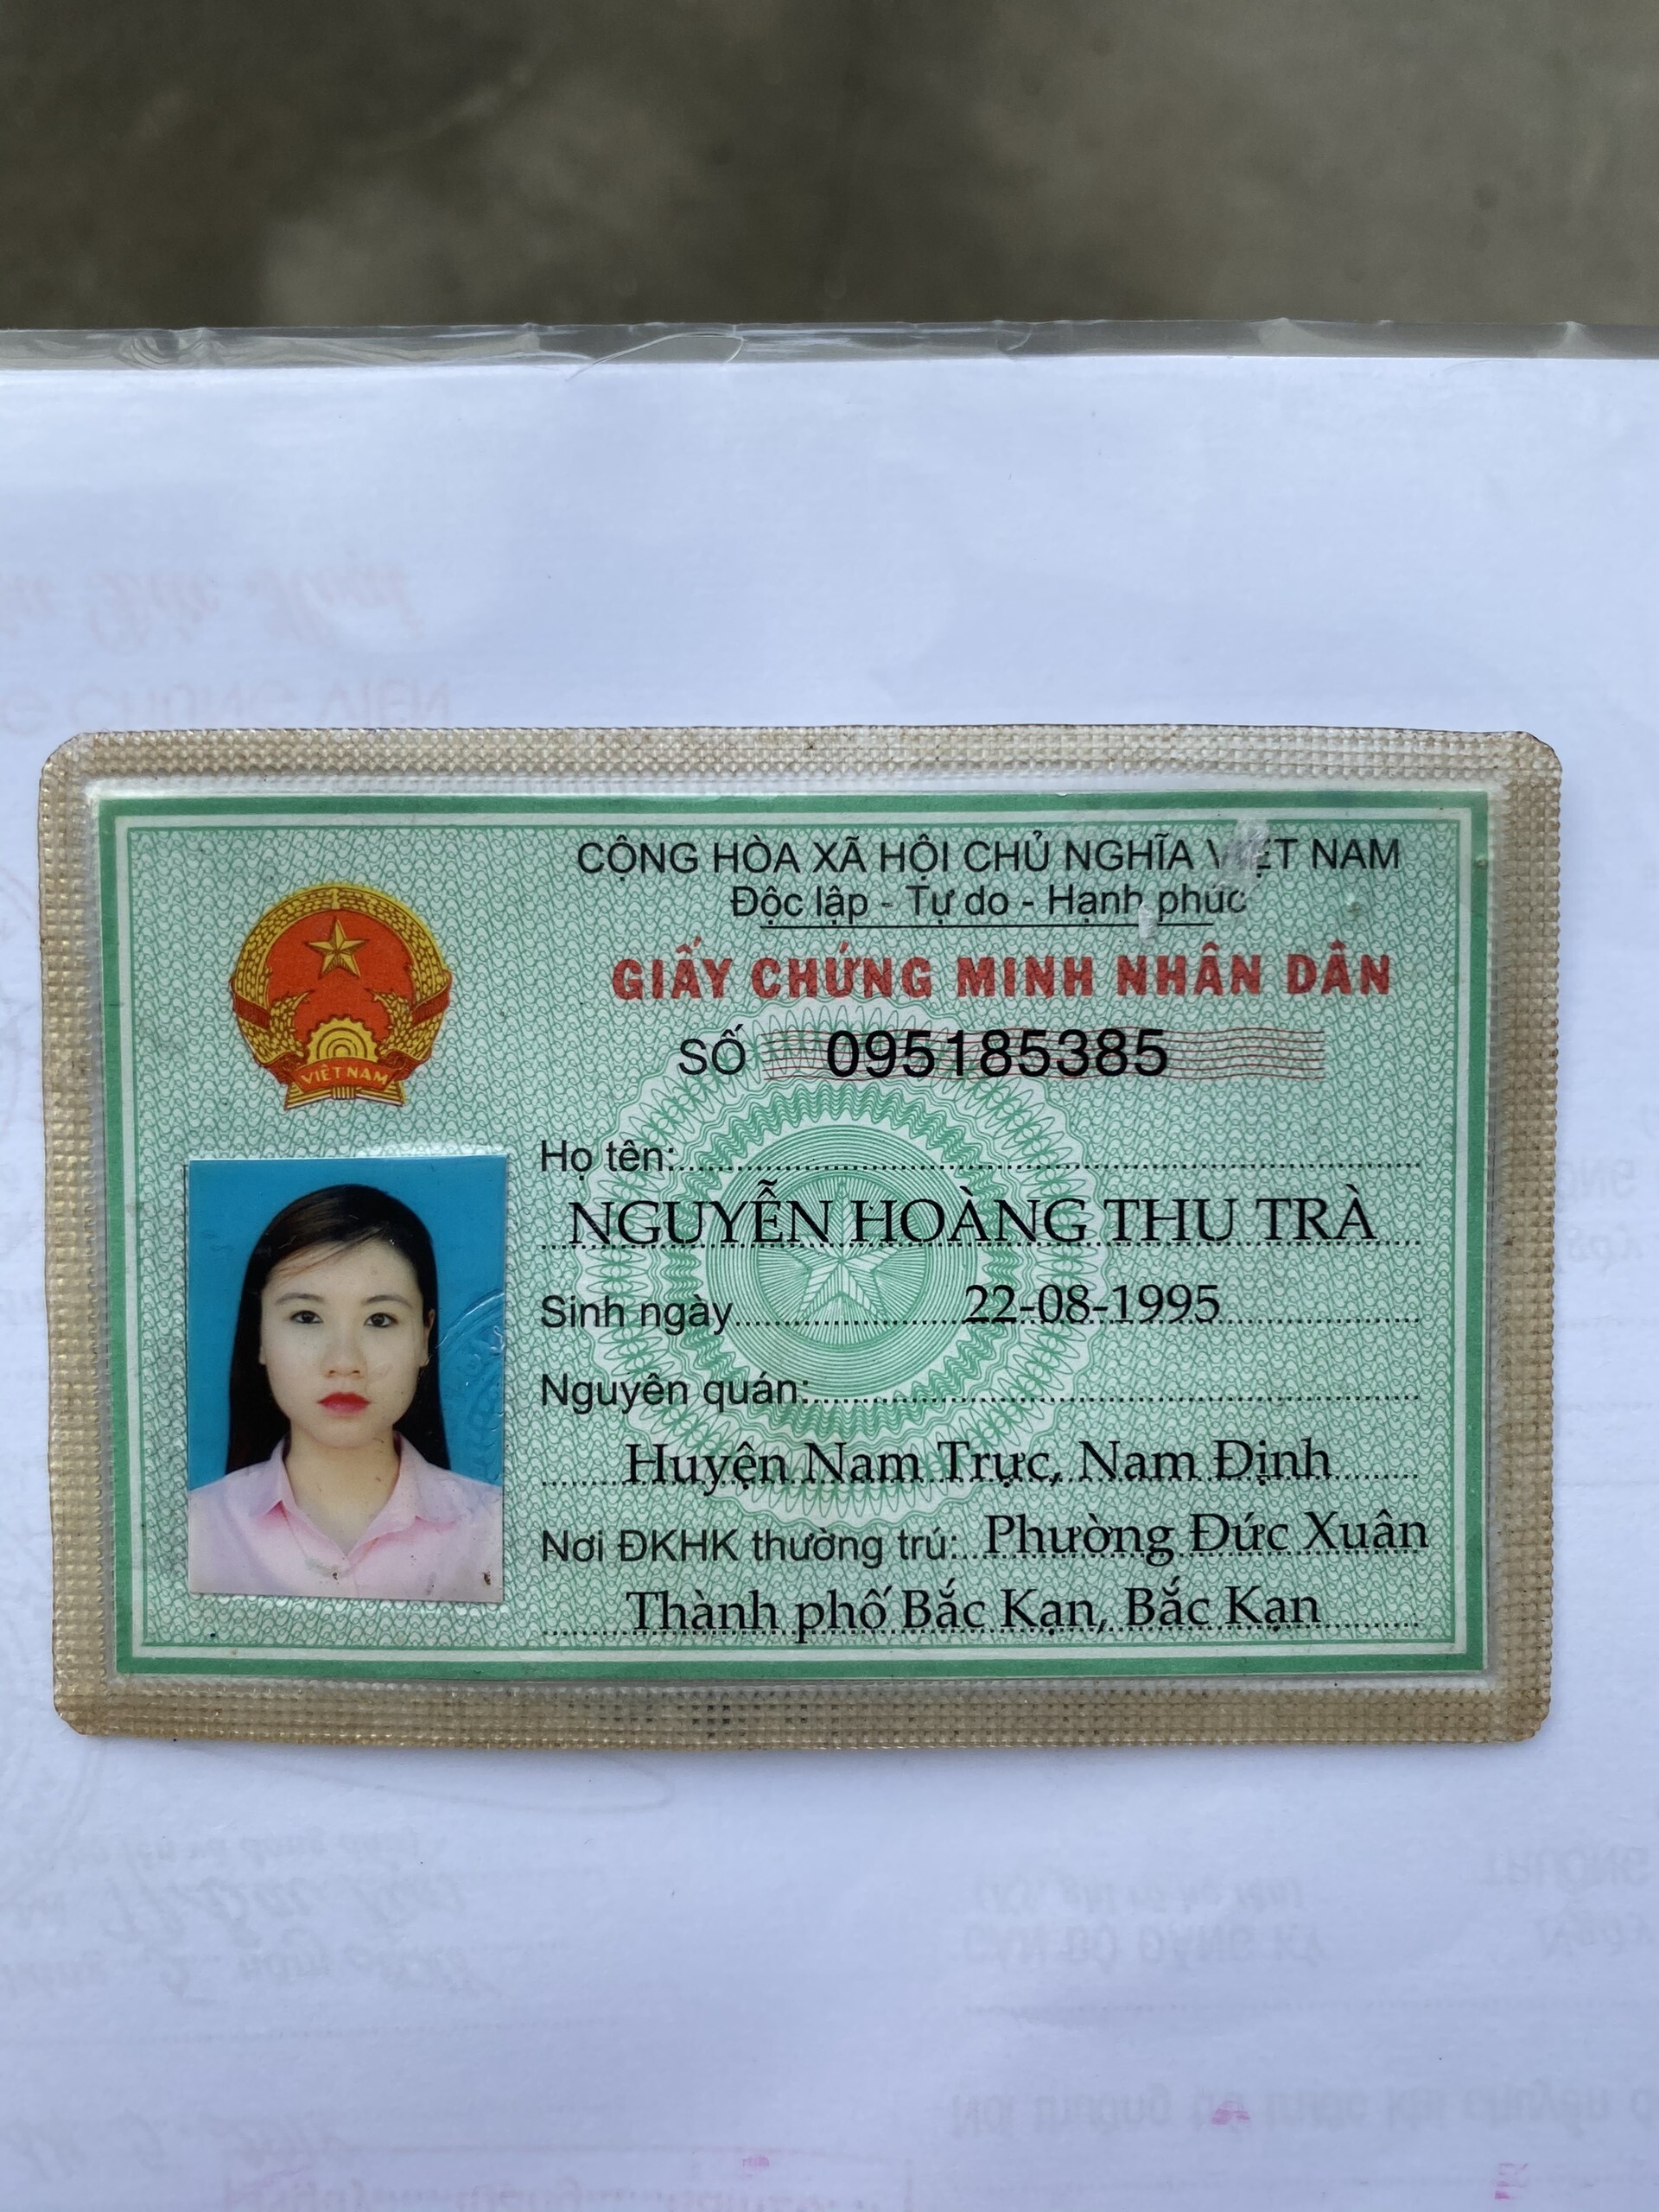 CỘNG HÒA XÃ HỘI CHỦ NGHĨA VIỆT NAM
Độc lập - Tự do - Hạnh phúc
GIẤY CHỨNG MINH NHÂN DÂN
SỐ 095185385
VIỆT NAM
Họ tên:
NGUYỄN HOÀNG THU TRÀ
Sinh ngày 22-08-1995
Nguyên quán:
Huyện Nam Trực, Nam Định
Nơi ĐKHK thường trú: Phường Đức Xuân
Thành phố Bắc Kạn, Bắc Kạn